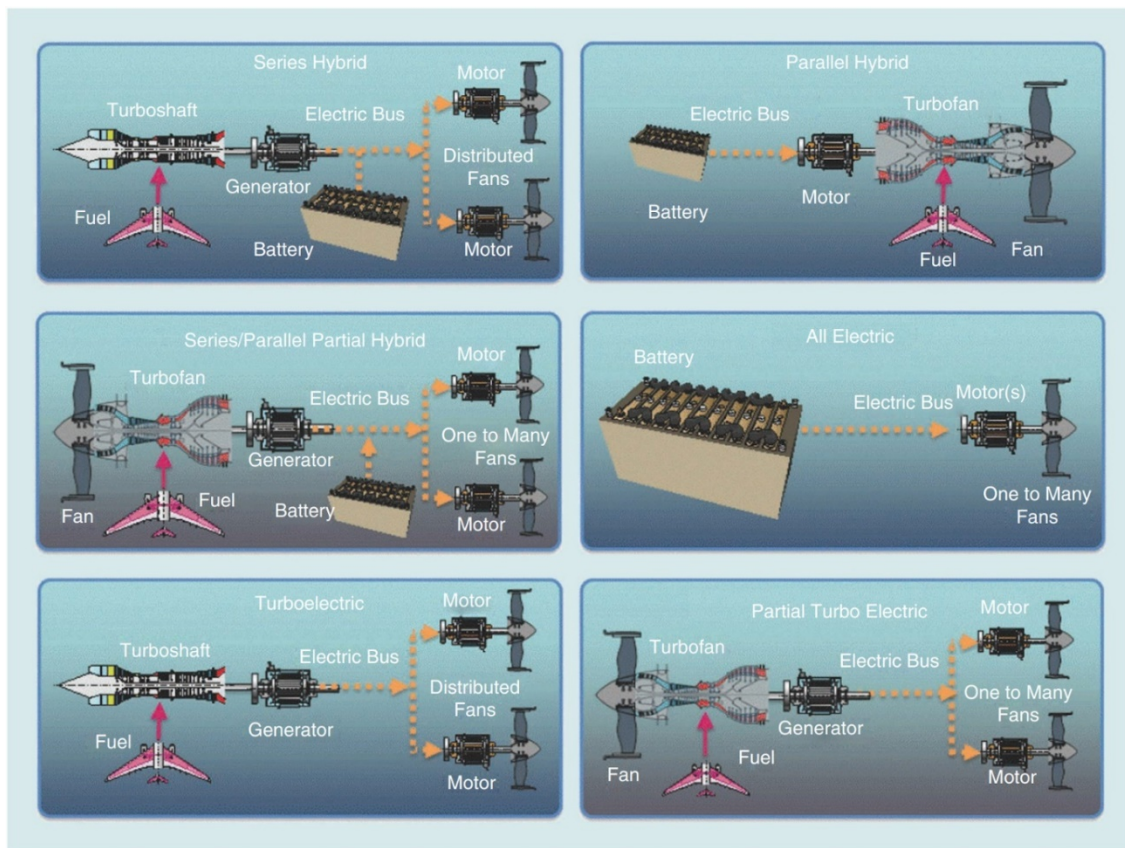 Series Hybrid
Motor
Turboshaft
Electric Bus
Distributed
Fans
Generator
Fuel
Battery
Motor
Parallel Hybrid
Electric Bus
Turbofan
Battery
Motor
Fuel
Fan
Series/Parallel Partial Hybrid
Motor
Turbofan
Electric Bus
One to Many
Fans
Generator
Fuel
Fan
Battery
Motor
All Electric
Battery
Motor(s)
Electric Bus
One to Many
Fans
Turboelectric
Motor
Turboshaft
Electric Bus
Distributed
Fans
Generator
Fuel
Motor
Partial Turbo Electric
Motor
Turbofan
Electric Bus
One to Many
Fans
Generator
Fuel
Fan
Motor